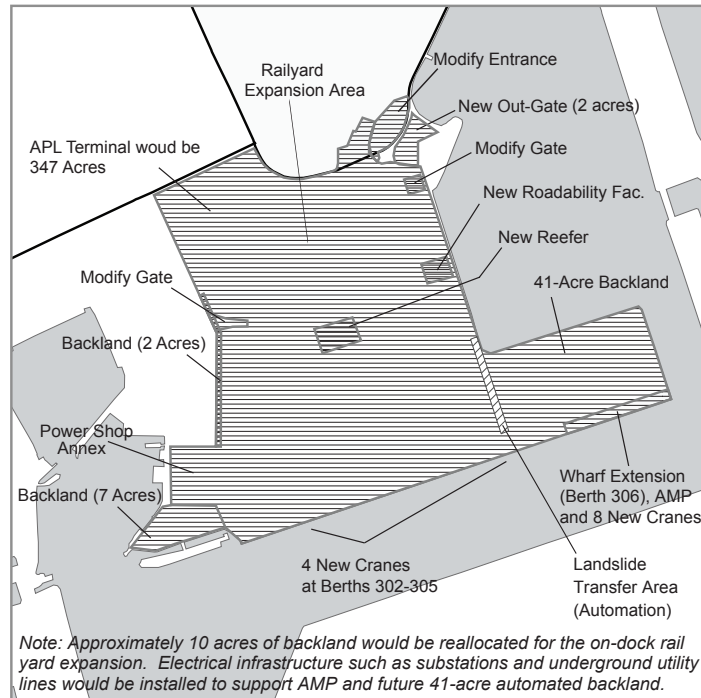 Modify Entrance
Railyard
Expansion Area
New Out-Gate (2 acres)
APL Terminal woud be
347 Acres
Modify Gate
New Roadability Fac.
New Reefer
Modify Gate
41-Acre Backland
Backland (2 Acres)
Power Shop
Annex
Backland (7 Acres)
Wharf Extension
(Berth 306), AMP
and 8 New Cranes
4 New Cranes
at Berths 302-305
Landslide
Transfer Area
(Automation)
Note: Approximately 10 acres of backland would be reallocated for the on-dock rail
yard expansion. Electrical infrastructure such as substations and underground utility
lines would be installed to support AMP and future 41-acre automated backland.